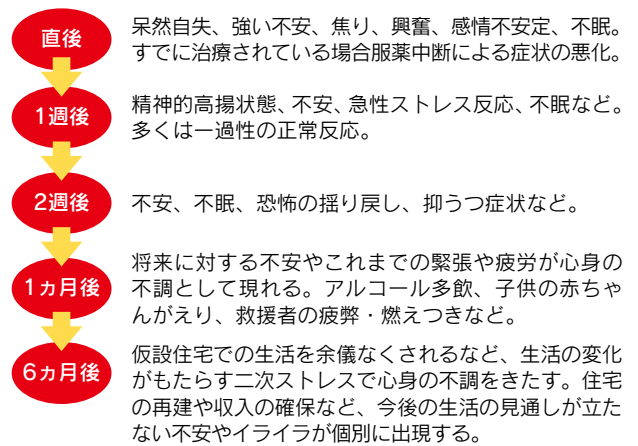 直後
呆然自失、強い不安、焦り、興奮、感情不安定、不眠。
すでに治療されている場合服薬中断による症状の悪化。
1週後
精神的高揚状態、不安、急性ストレス反応、不眠など。
多くは一過性の正常反応。
2週後
不安、不眠、恐怖の揺り戻し、抑うつ症状など。
1ヵ月後
将来に対する不安やこれまでの緊張や疲労が心身の
不調として現れる。アルコール多飲、子供の赤ちゃ
んがえり、救援者の疲弊・燃えつきなど。
6ヵ月後
仮設住宅での生活を余儀なくされるなど、生活の変化
がもたらす二次ストレスで心身の不調をきたす。住宅
の再建や収入の確保など、今後の生活の見通しが立た
ない不安やイライラが個別に出現する。